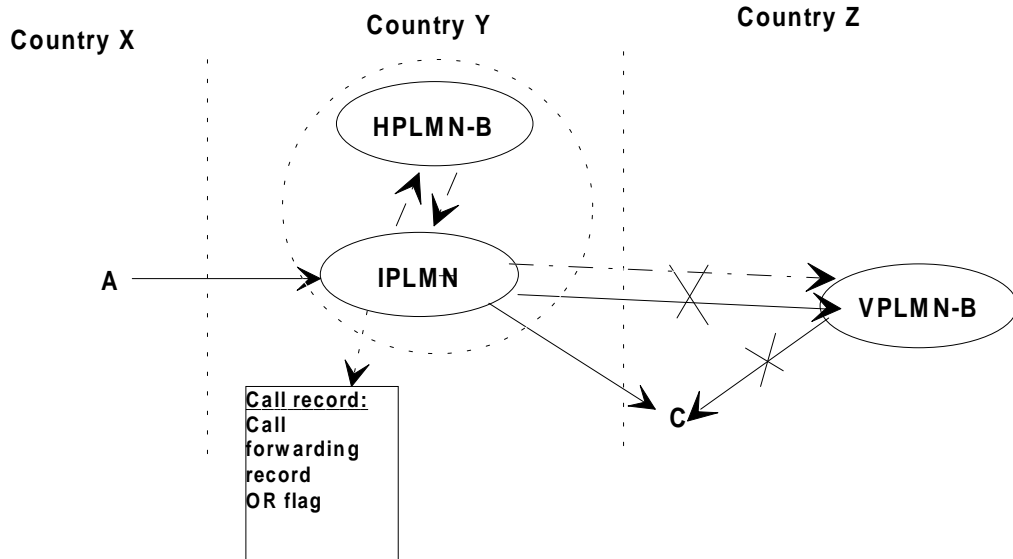 Country X
Country Y
Country Z
HPLMN-B
A
IPLMN
VPLMN-B
C
Call record:
Call
forwarding
record
OR flag